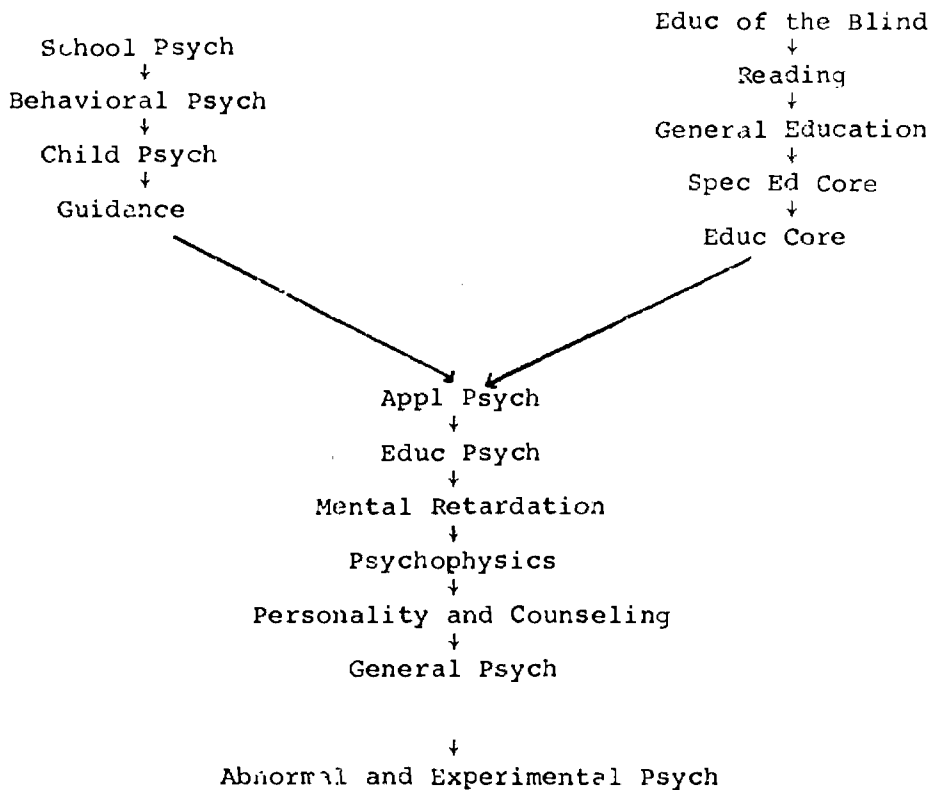 School Psych
↓
Behavioral Psych
↓
Child Psych
↓
Guidance
Educ of the Blind
↓
Reading
↓
General Education
↓
Spec Ed Core
↓
Educ Core
Appl Psych
↓
Educ Psych
↓
Mental Retardation
↓
Psychophysics
↓
Personality and Counseling
↓
General Psych
↓
Abnormal and Experimental Psych